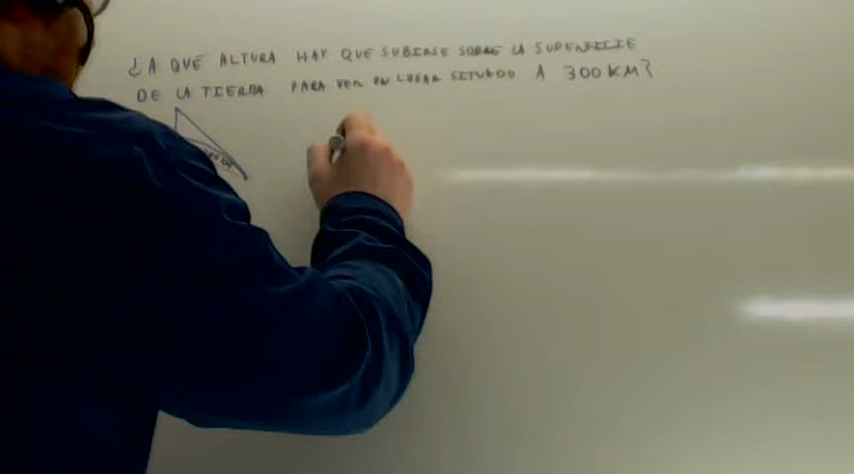 ¿A QUE ALTURA HAY QUE SUBIRSE SOBRE LA SUPERFICIE
DE LA TIERRA PARA VER UN LUGAR SITUADO A 300 KM?